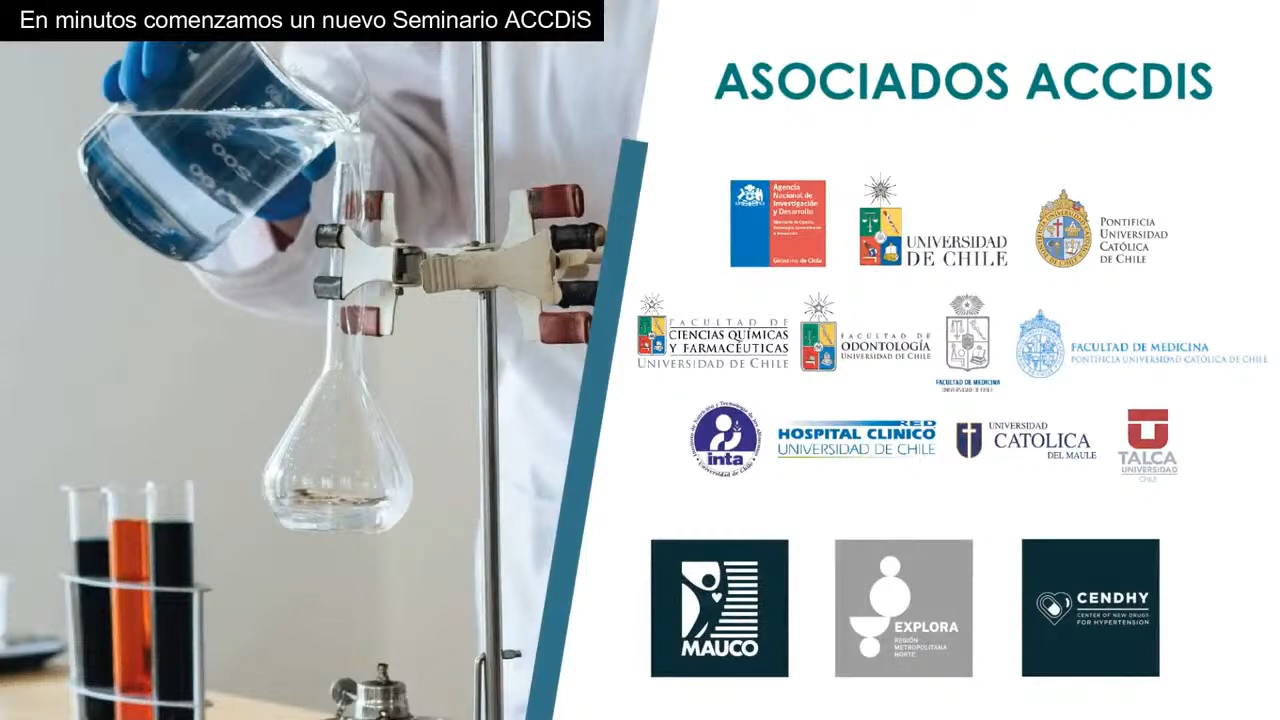 En minutos comenzamos un nuevo Seminario ACCDiS
ASOCIADOS ACCDIS
Agencia
Nacional de
Investigación
y Desarrollo
Gobierno de Chile
UNIVERSIDAD
DE CHILE
PONTIFICIA
UNIVERSIDAD
CATÓLICA
DE CHILE
FACULTAD DE
CIENCIAS QUÍMICAS
Y FARMACÉUTICAS
UNIVERSIDAD DE CHILE
FACULTAD DE
ODONTOLOGÍA
UNIVERSIDAD DE CHILE
FACULTAD DE MEDICINA
UNIVERSIDAD DE CHILE
FACULTAD DE MEDICINA
PONTIFICIA UNIVERSIDAD CATÓLICA DE CHILE
inta
Universidad de Chile
RED
HOSPITAL CLINICO
UNIVERSIDAD DE CHILE
UNIVERSIDAD
CATOLICA
DEL MAULE
TALCA
UNIVERSIDAD
CHILE
MAUCO
EXPLORA
REGIÓN
METROPOLITANA
NORTE
CENDHY
CENTER OF NEW DRUGS
FOR HYPERTENSION